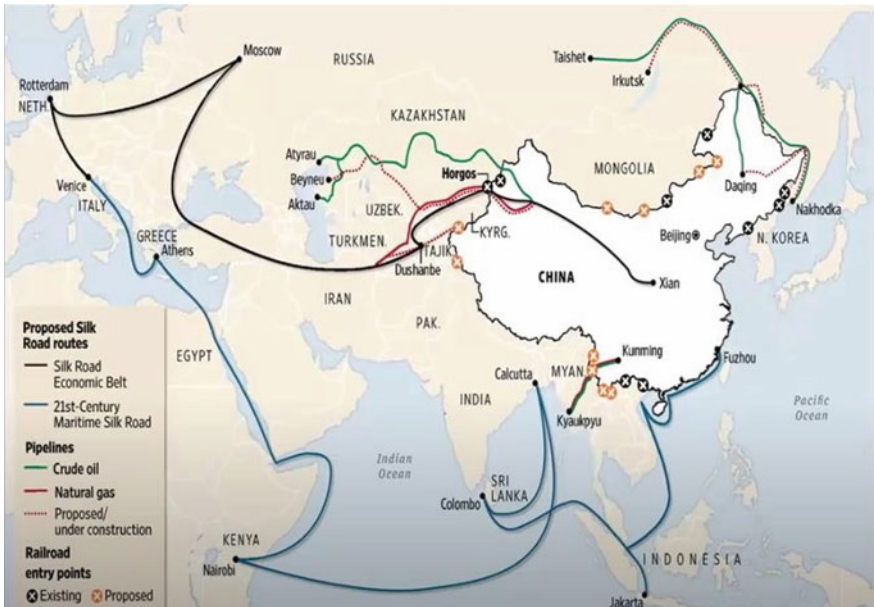 Moscow
RUSSIA
Taishet
Irkutsk
Rotterdam
NETH.
KAZAKHSTAN
Atyrau
Beyneu
Aktau
Horgos
MONGOLIA
Daqing
Nakhodka
Venice
ITALY
UZBEK.
TURKMEN.
KYRG.
TAJIK.
Dushanbe
Beijing
N. KOREA
GREECE
Athens
CHINA
Xian
IRAN
PAK.
EGYPT
Calcutta
MYAN.
Kunming
Fuzhou
INDIA
Kyaukpyu
Pacific
Ocean
Indian
Ocean
SRI
LANKA
Colombo
KENYA
Nairobi
INDONESIA
Jakarta
Proposed Silk
Road routes
Silk Road
Economic Belt
21st-Century
Maritime Silk Road
Pipelines
Crude oil
Natural gas
Proposed/
under construction
Railroad
entry points
Existing
Proposed